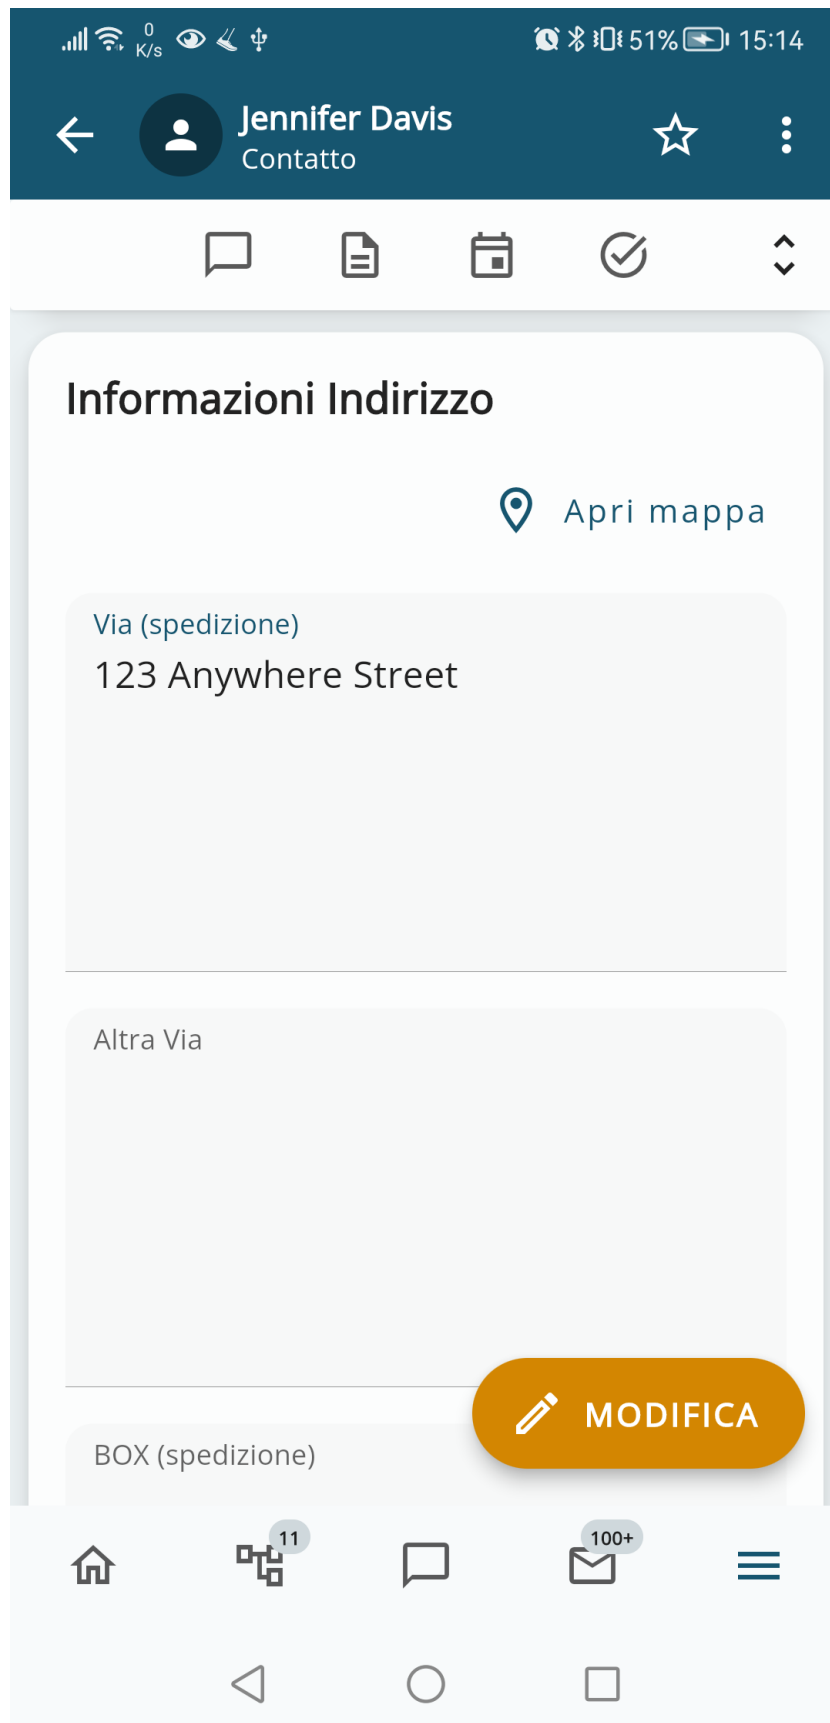 0
K/s
51%
15:14
Jennifer Davis
Contatto
Informazioni Indirizzo
Apri mappa
Via (spedizione)
123 Anywhere Street
Altra Via
MODIFICA
BOX (spedizione)
11
100+